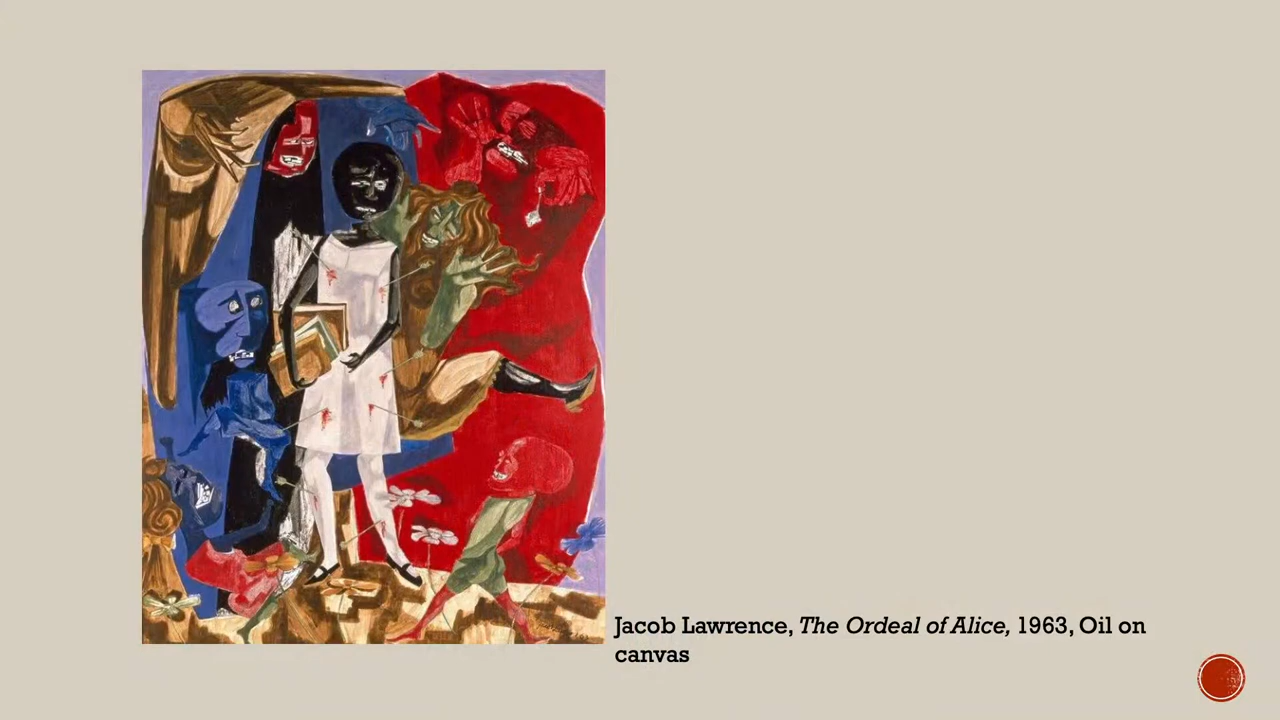 Jacob Lawrence, The Ordeal of Alice, 1963, Oil on
canvas